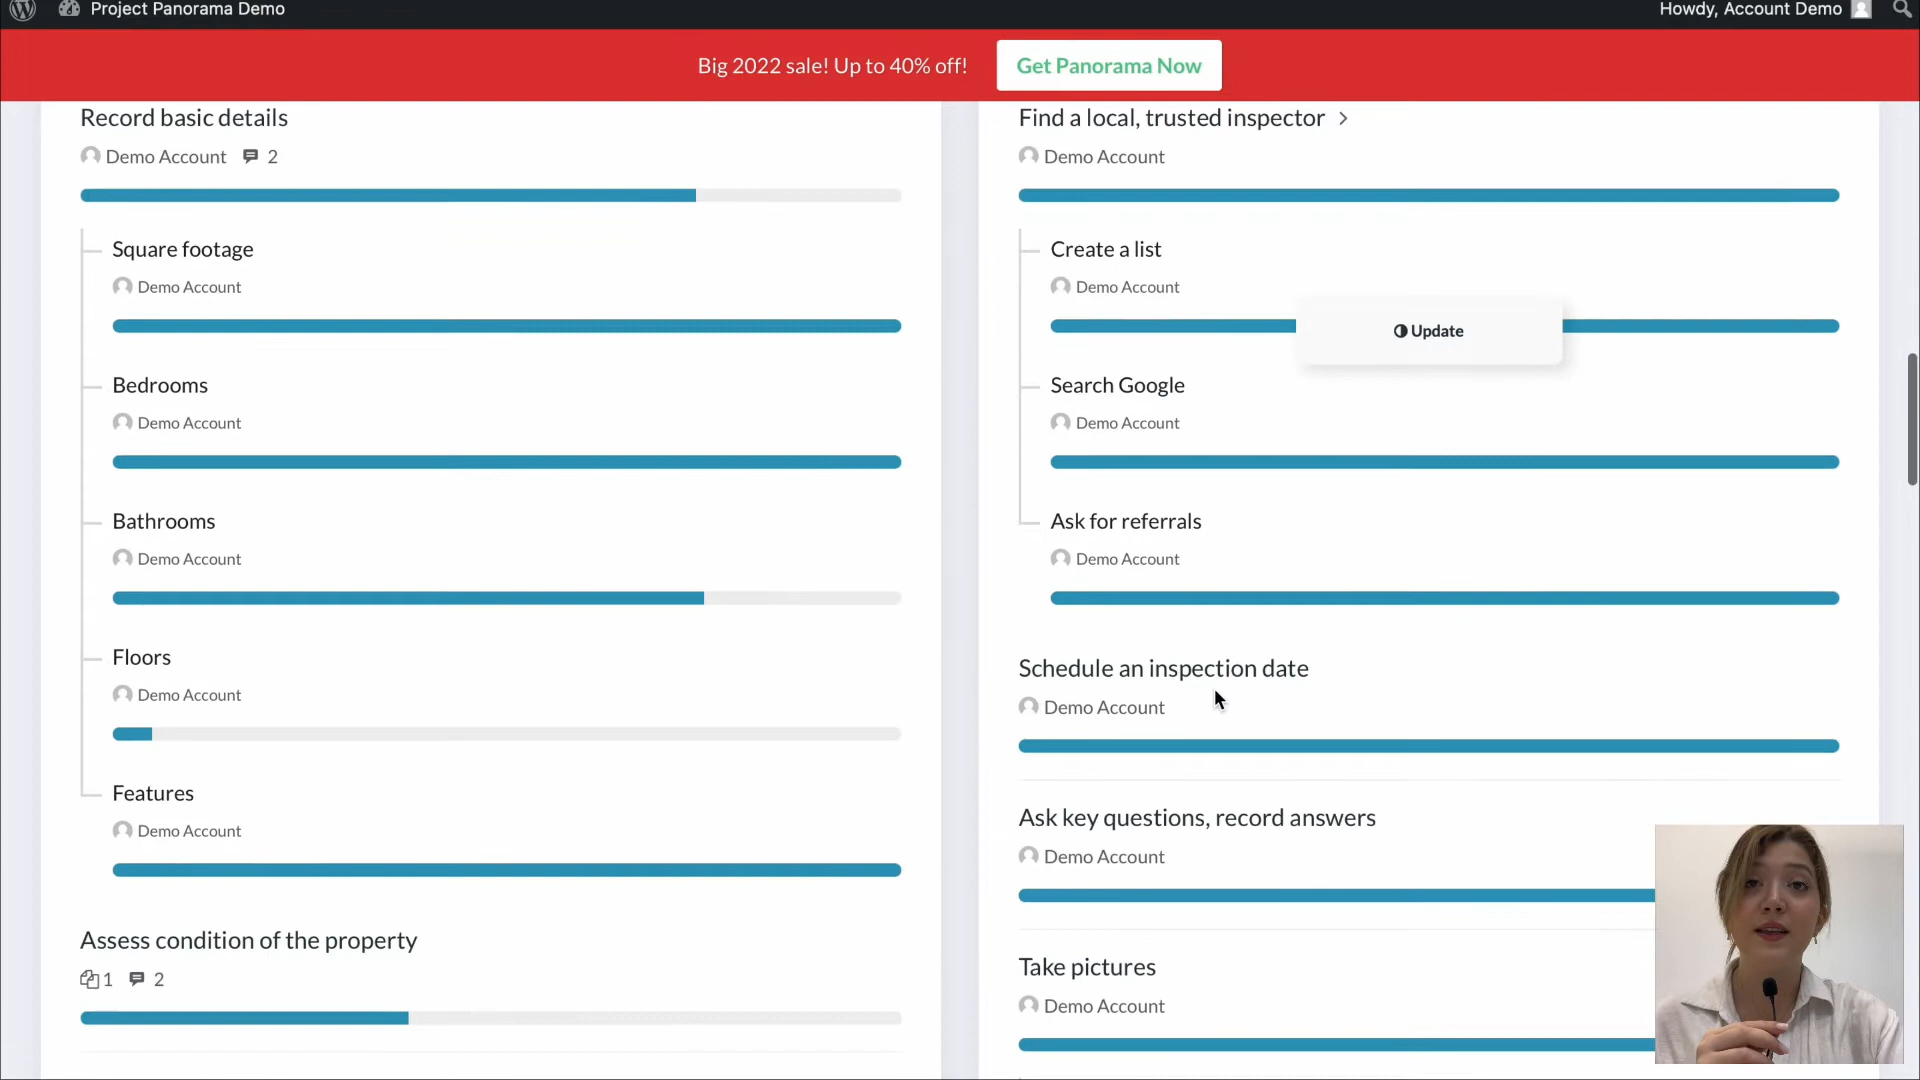 Project Panorama Demo
Howdy, Account Demo
Big 2022 sale! Up to 40% off!
Get Panorama Now
Record basic details
Demo Account 2
Square footage
Demo Account
Bedrooms
Demo Account
Bathrooms
Demo Account
Floors
Demo Account
Features
Demo Account
Assess condition of the property
1 2
Find a local, trusted inspector
Demo Account
Create a list
Demo Account
Update
Search Google
Demo Account
Ask for referrals
Demo Account
Schedule an inspection date
Demo Account
Ask key questions, record answers
Demo Account
Take pictures
Demo Account